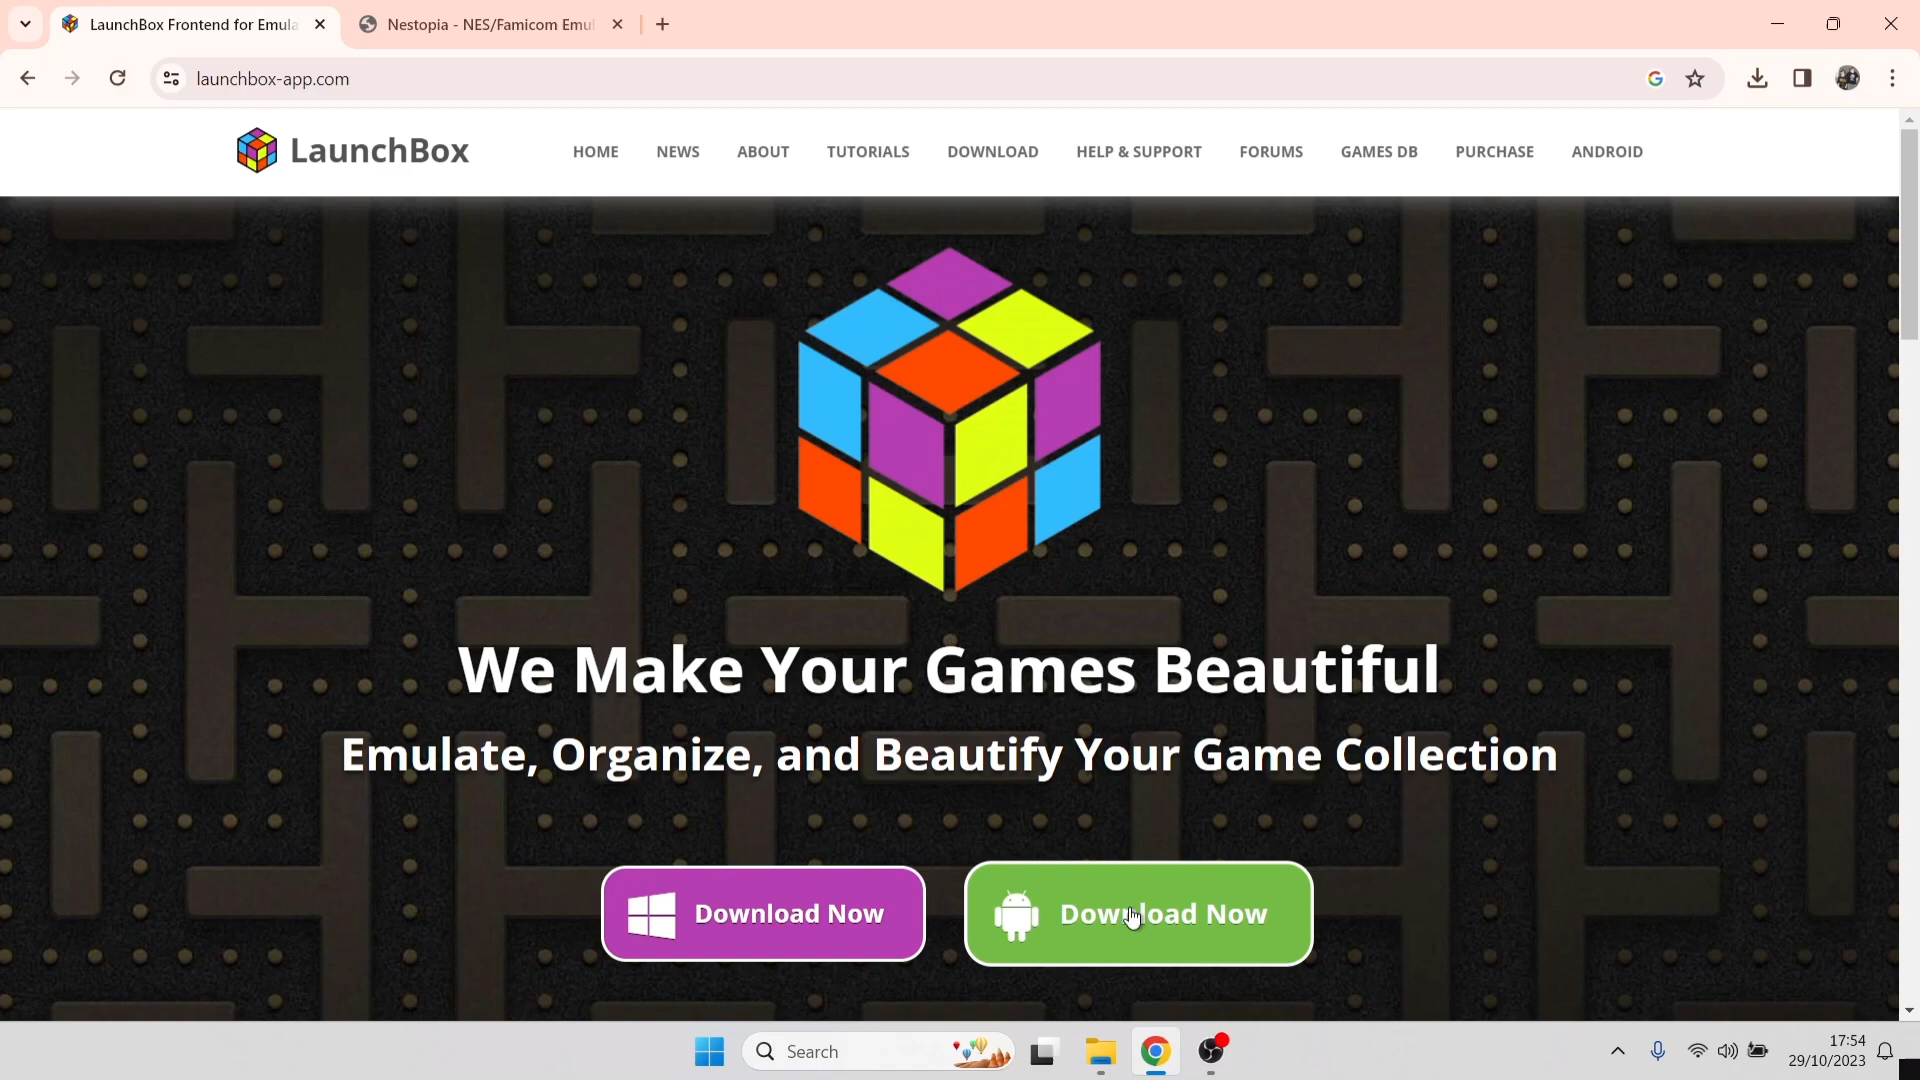 LaunchBox Frontend for Emula
Nestopia - NES/Famicom Emu
launchbox-app.com
LaunchBox
HOME
NEWS
ABOUT
TUTORIALS
DOWNLOAD
HELP & SUPPORT
FORUMS
GAMES DB
PURCHASE
ANDROID
We Make Your Games Beautiful
Emulate, Organize, and Beautify Your Game Collection
Download Now
Download Now
Search
17:54
29/10/2023